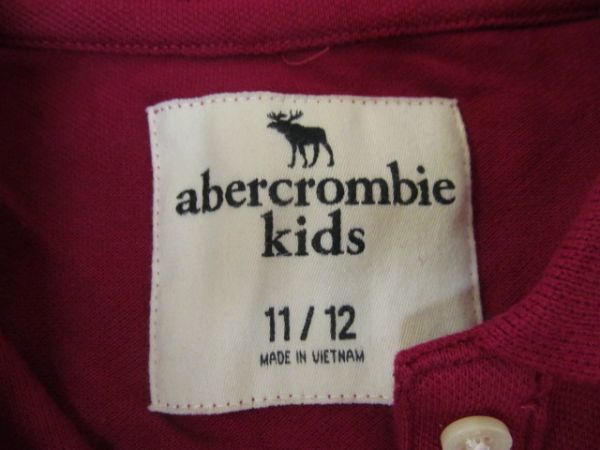 abercrombie
kids
11 / 12
MADE IN VIETNAM